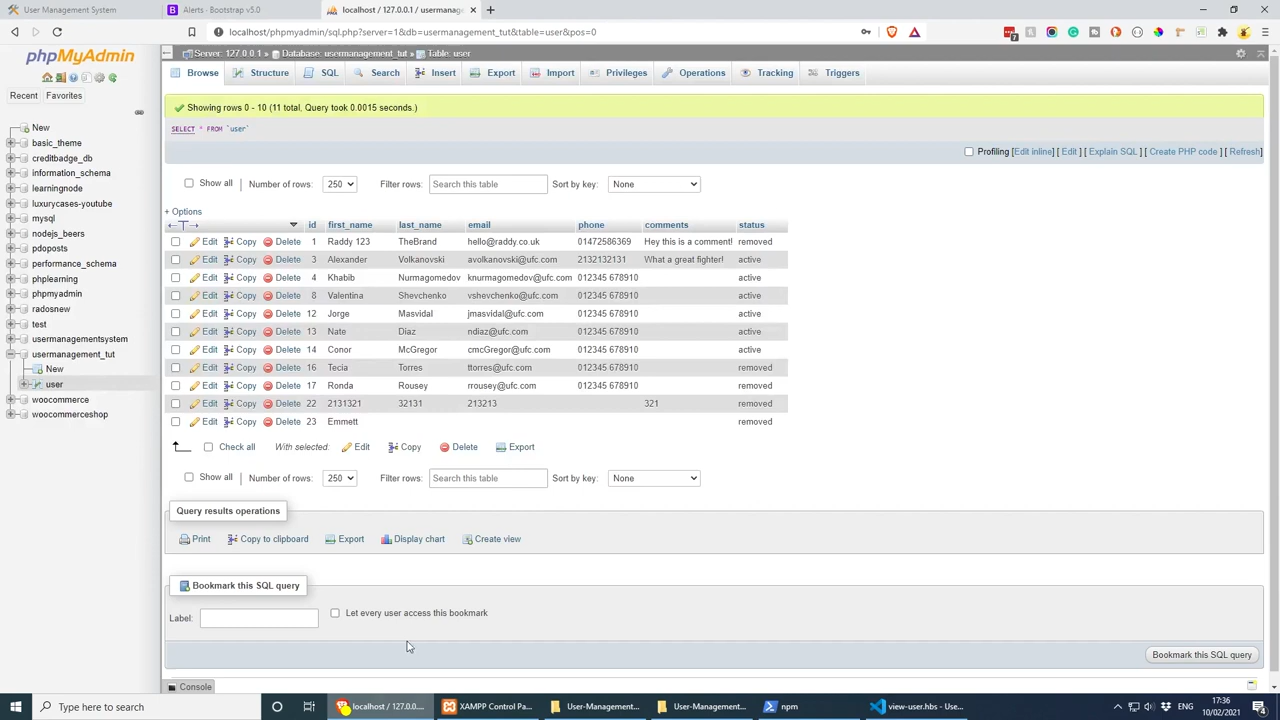 User Management System
Alerts · Bootstrap v5.0
localhost / 127.0.0.1 / usermanag
localhost/phpmyadmin/sql.php?server=1&db=usermanagement_tut&table=user&pos=0
7
phpMyAdmin
Recent Favorites
New
basic_theme
creditbadge_db
information_schema
learningnode
luxurycases-youtube
mysql
nodejs_beers
pdoposts
performance_schema
phplearning
phpmyadmin
radosnew
test
usermanagementsystem
usermanagement_tut
New
user
woocommerce
woocommerceshop
Server: 127.0.0.1 » Database: usermanagement_tut » Table: user
Browse Structure SQL Search Insert Export Import Privileges Operations Tracking Triggers
Showing rows 0 - 10 (11 total, Query took 0.0015 seconds.)
SELECT * FROM `user`
Profiling [Edit inline] [ Edit ] [ Explain SQL ] [ Create PHP code ] [ Refresh]
Show all Number of rows: 250 Filter rows: Search this table Sort by key: None
+ Options
←T→ id first_name last_name email phone comments status
Edit Copy Delete 1 Raddy 123 TheBrand hello@raddy.co.uk 01472586369 Hey this is a comment! removed
Edit Copy Delete 3 Alexander Volkanovski avolkanovski@ufc.com 2132132131 What a great fighter! active
Edit Copy Delete 4 Khabib Nurmagomedov knurmagomedov@ufc.com 012345 678910 active
Edit Copy Delete 8 Valentina Shevchenko vshevchenko@ufc.com 012345 678910 active
Edit Copy Delete 12 Jorge Masvidal jmasvidal@ufc.com 012345 678910 active
Edit Copy Delete 13 Nate Diaz ndiaz@ufc.com 012345 678910 active
Edit Copy Delete 14 Conor McGregor cmcGregor@ufc.com 012345 678910 active
Edit Copy Delete 16 Tecia Torres ttorres@ufc.com 012345 678910 removed
Edit Copy Delete 17 Ronda Rousey rrousey@ufc.com 012345 678910 removed
Edit Copy Delete 22 2131321 32131 213213 321 removed
Edit Copy Delete 23 Emmett removed
Check all With selected: Edit Copy Delete Export
Show all Number of rows: 250 Filter rows: Search this table Sort by key: None
Query results operations
Print Copy to clipboard Export Display chart Create view
Bookmark this SQL query
Label: Let every user access this bookmark
Bookmark this SQL query
Console
Type here to search
localhost / 127.0.0....
XAMPP Control Pa...
User-Management...
User-Management...
npm
view-user.hbs - Use...
17:36
10/02/2021
4